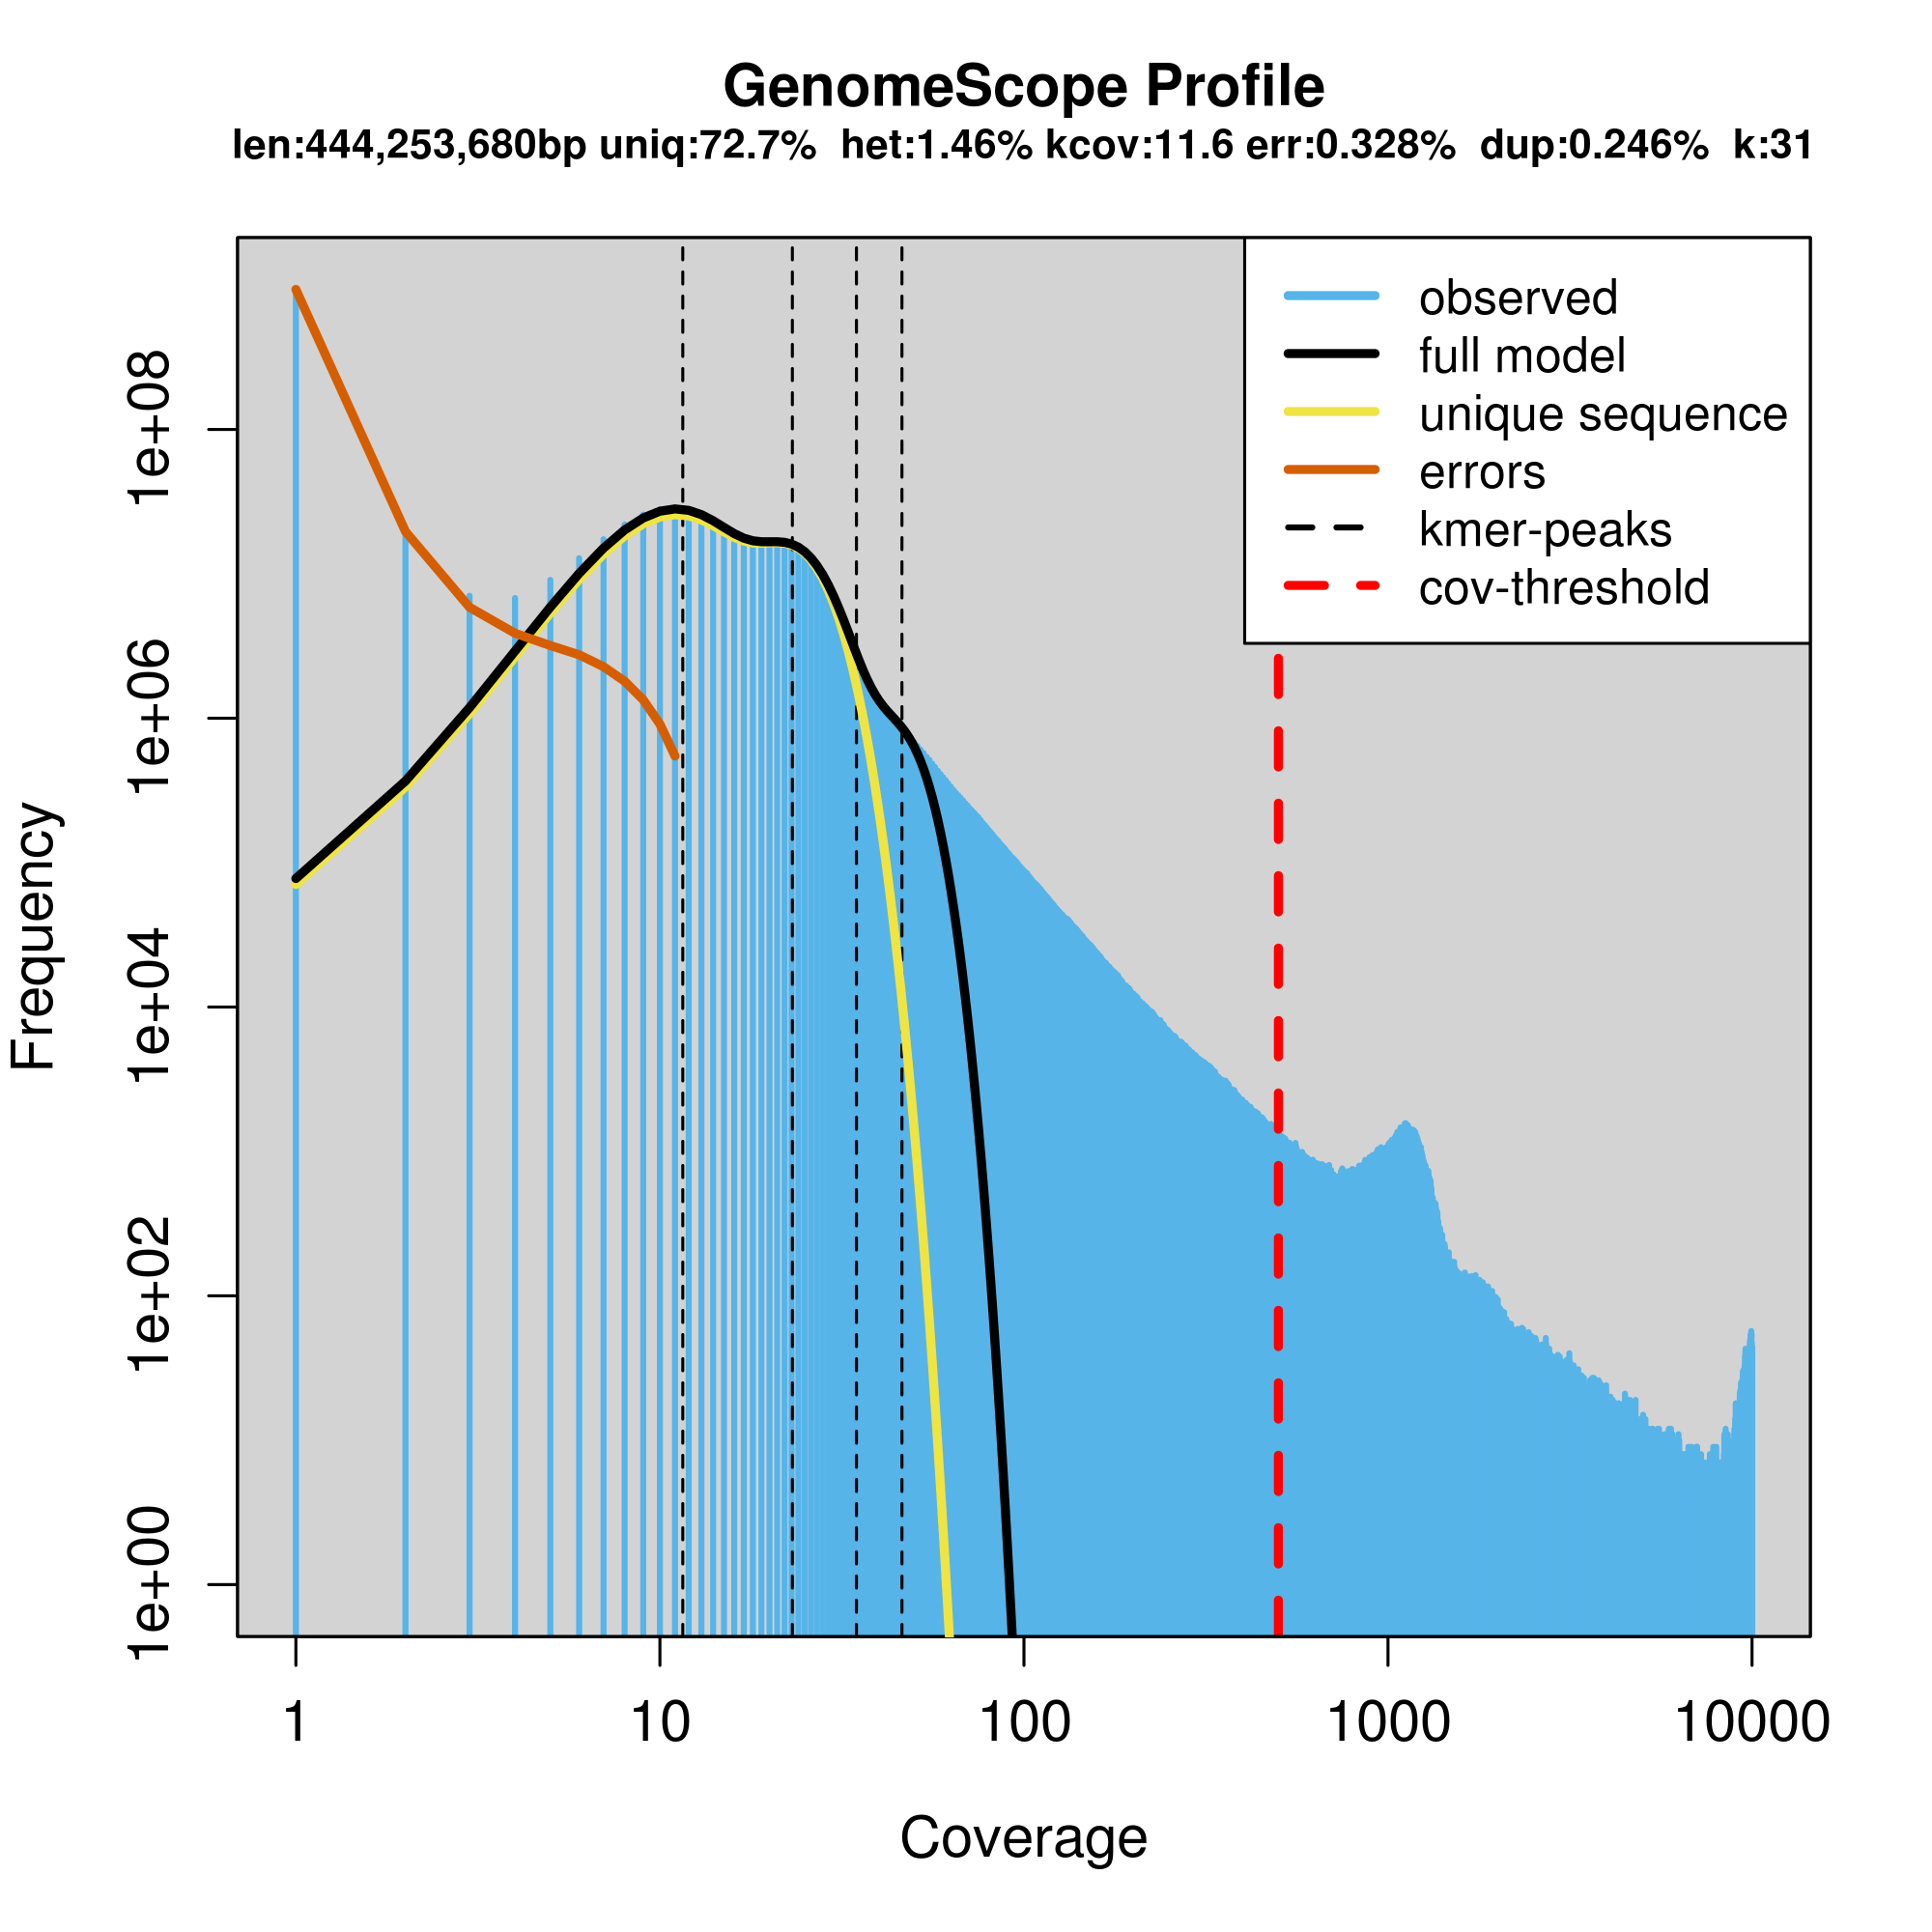 GenomeScope Profile
len:444,253,680bp uniq:72.7% het:1.46% kcov:11.6 err:0.328% dup:0.246% k:31
observed
full model
unique sequence
errors
kmer-peaks
cov-threshold
Frequency
1e+08
1e+06
1e+04
1e+02
1e+00
1
10
100
1000
10000
Coverage